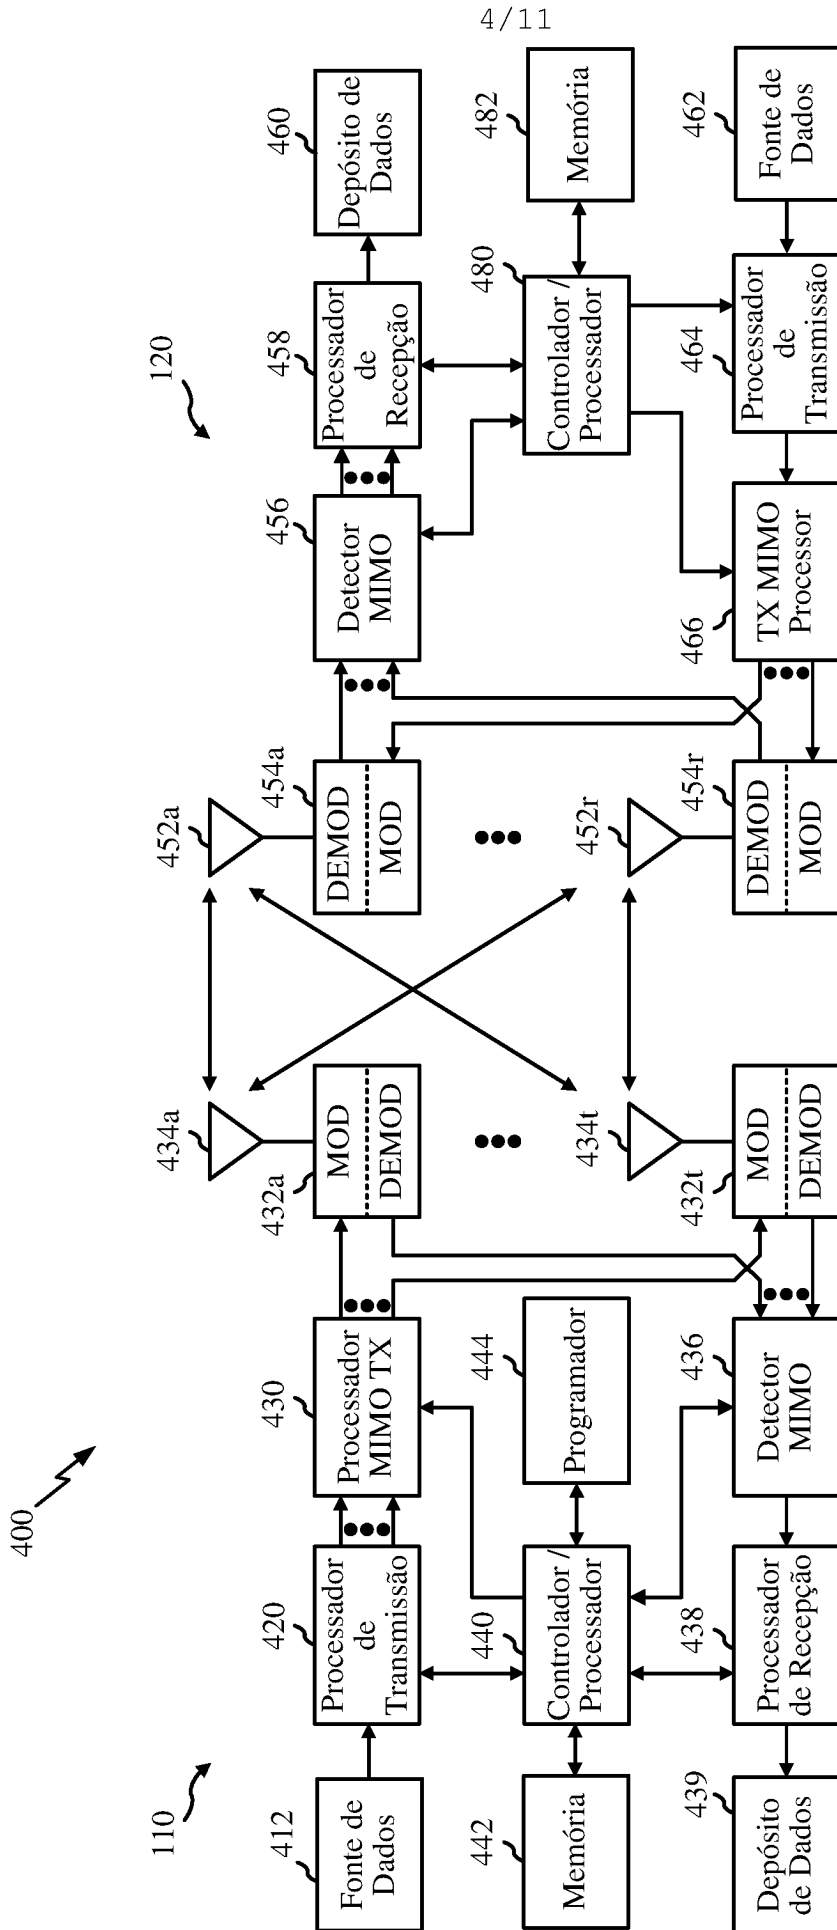 4/11
400
110
120
412
Fonte de
Dados
420
Processador
de
Transmissão
430
Processador
MIMO TX
432a
MOD
DEMOD
434a
452a
454a
DEMOD
MOD
456
Detector
MIMO
458
Processador
de
Recepção
460
Depósito de
Dados
442
Memória
440
Controlador /
Processador
444
Programador
434t
452r
480
Controlador /
Processador
482
Memória
439
Depósito
de Dados
438
Processador
de Recepção
436
Detector
MIMO
432t
MOD
DEMOD
454r
DEMOD
MOD
466
TX MIMO
Processor
464
Processador
de
Transmissão
462
Fonte de
Dados